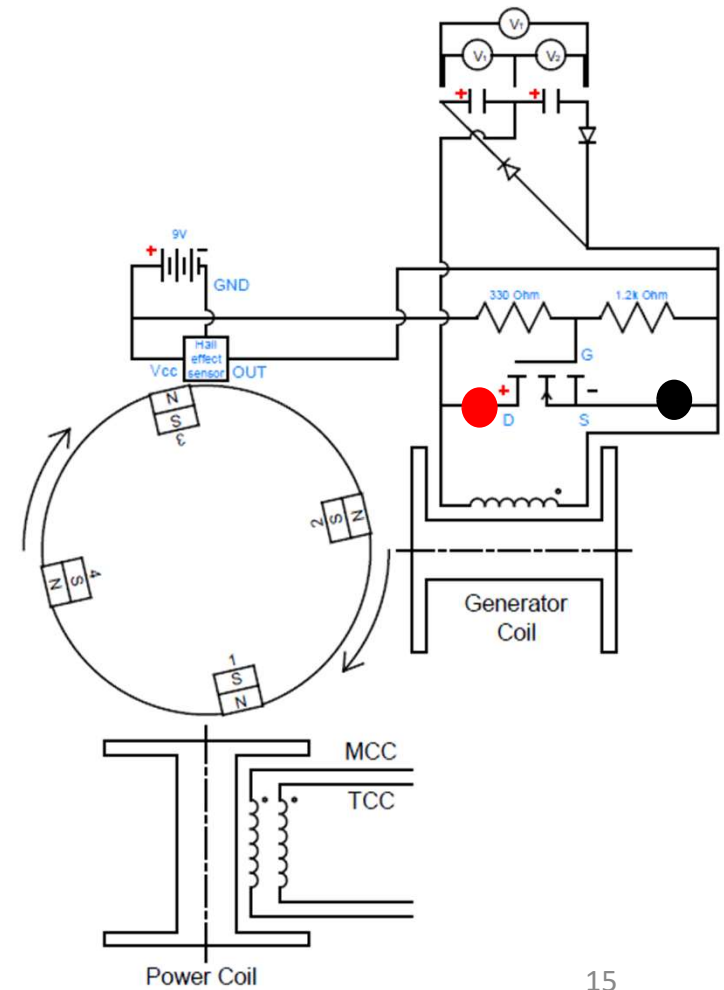 VT
V1 V2
+ +
9V
+ -
GND
330 Ohm 1.2k Ohm
Hall
effect
Vcc sensor OUT
G
+ -
D S
N
S
3
2 S N
N S 4
1
S
N
Generator
Coil
MCC
TCC
Power Coil
15